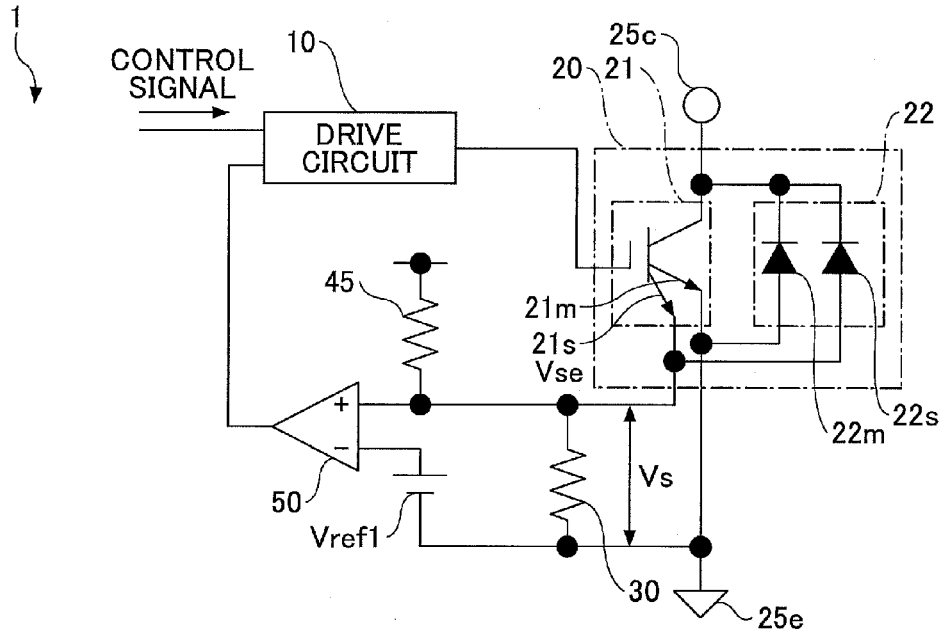 1
10
25c
20 21
22
CONTROL
SIGNAL
DRIVE
CIRCUIT
45
21m
21s
Vse
+
−
50
Vref1
Vs
30
22m
22s
25e